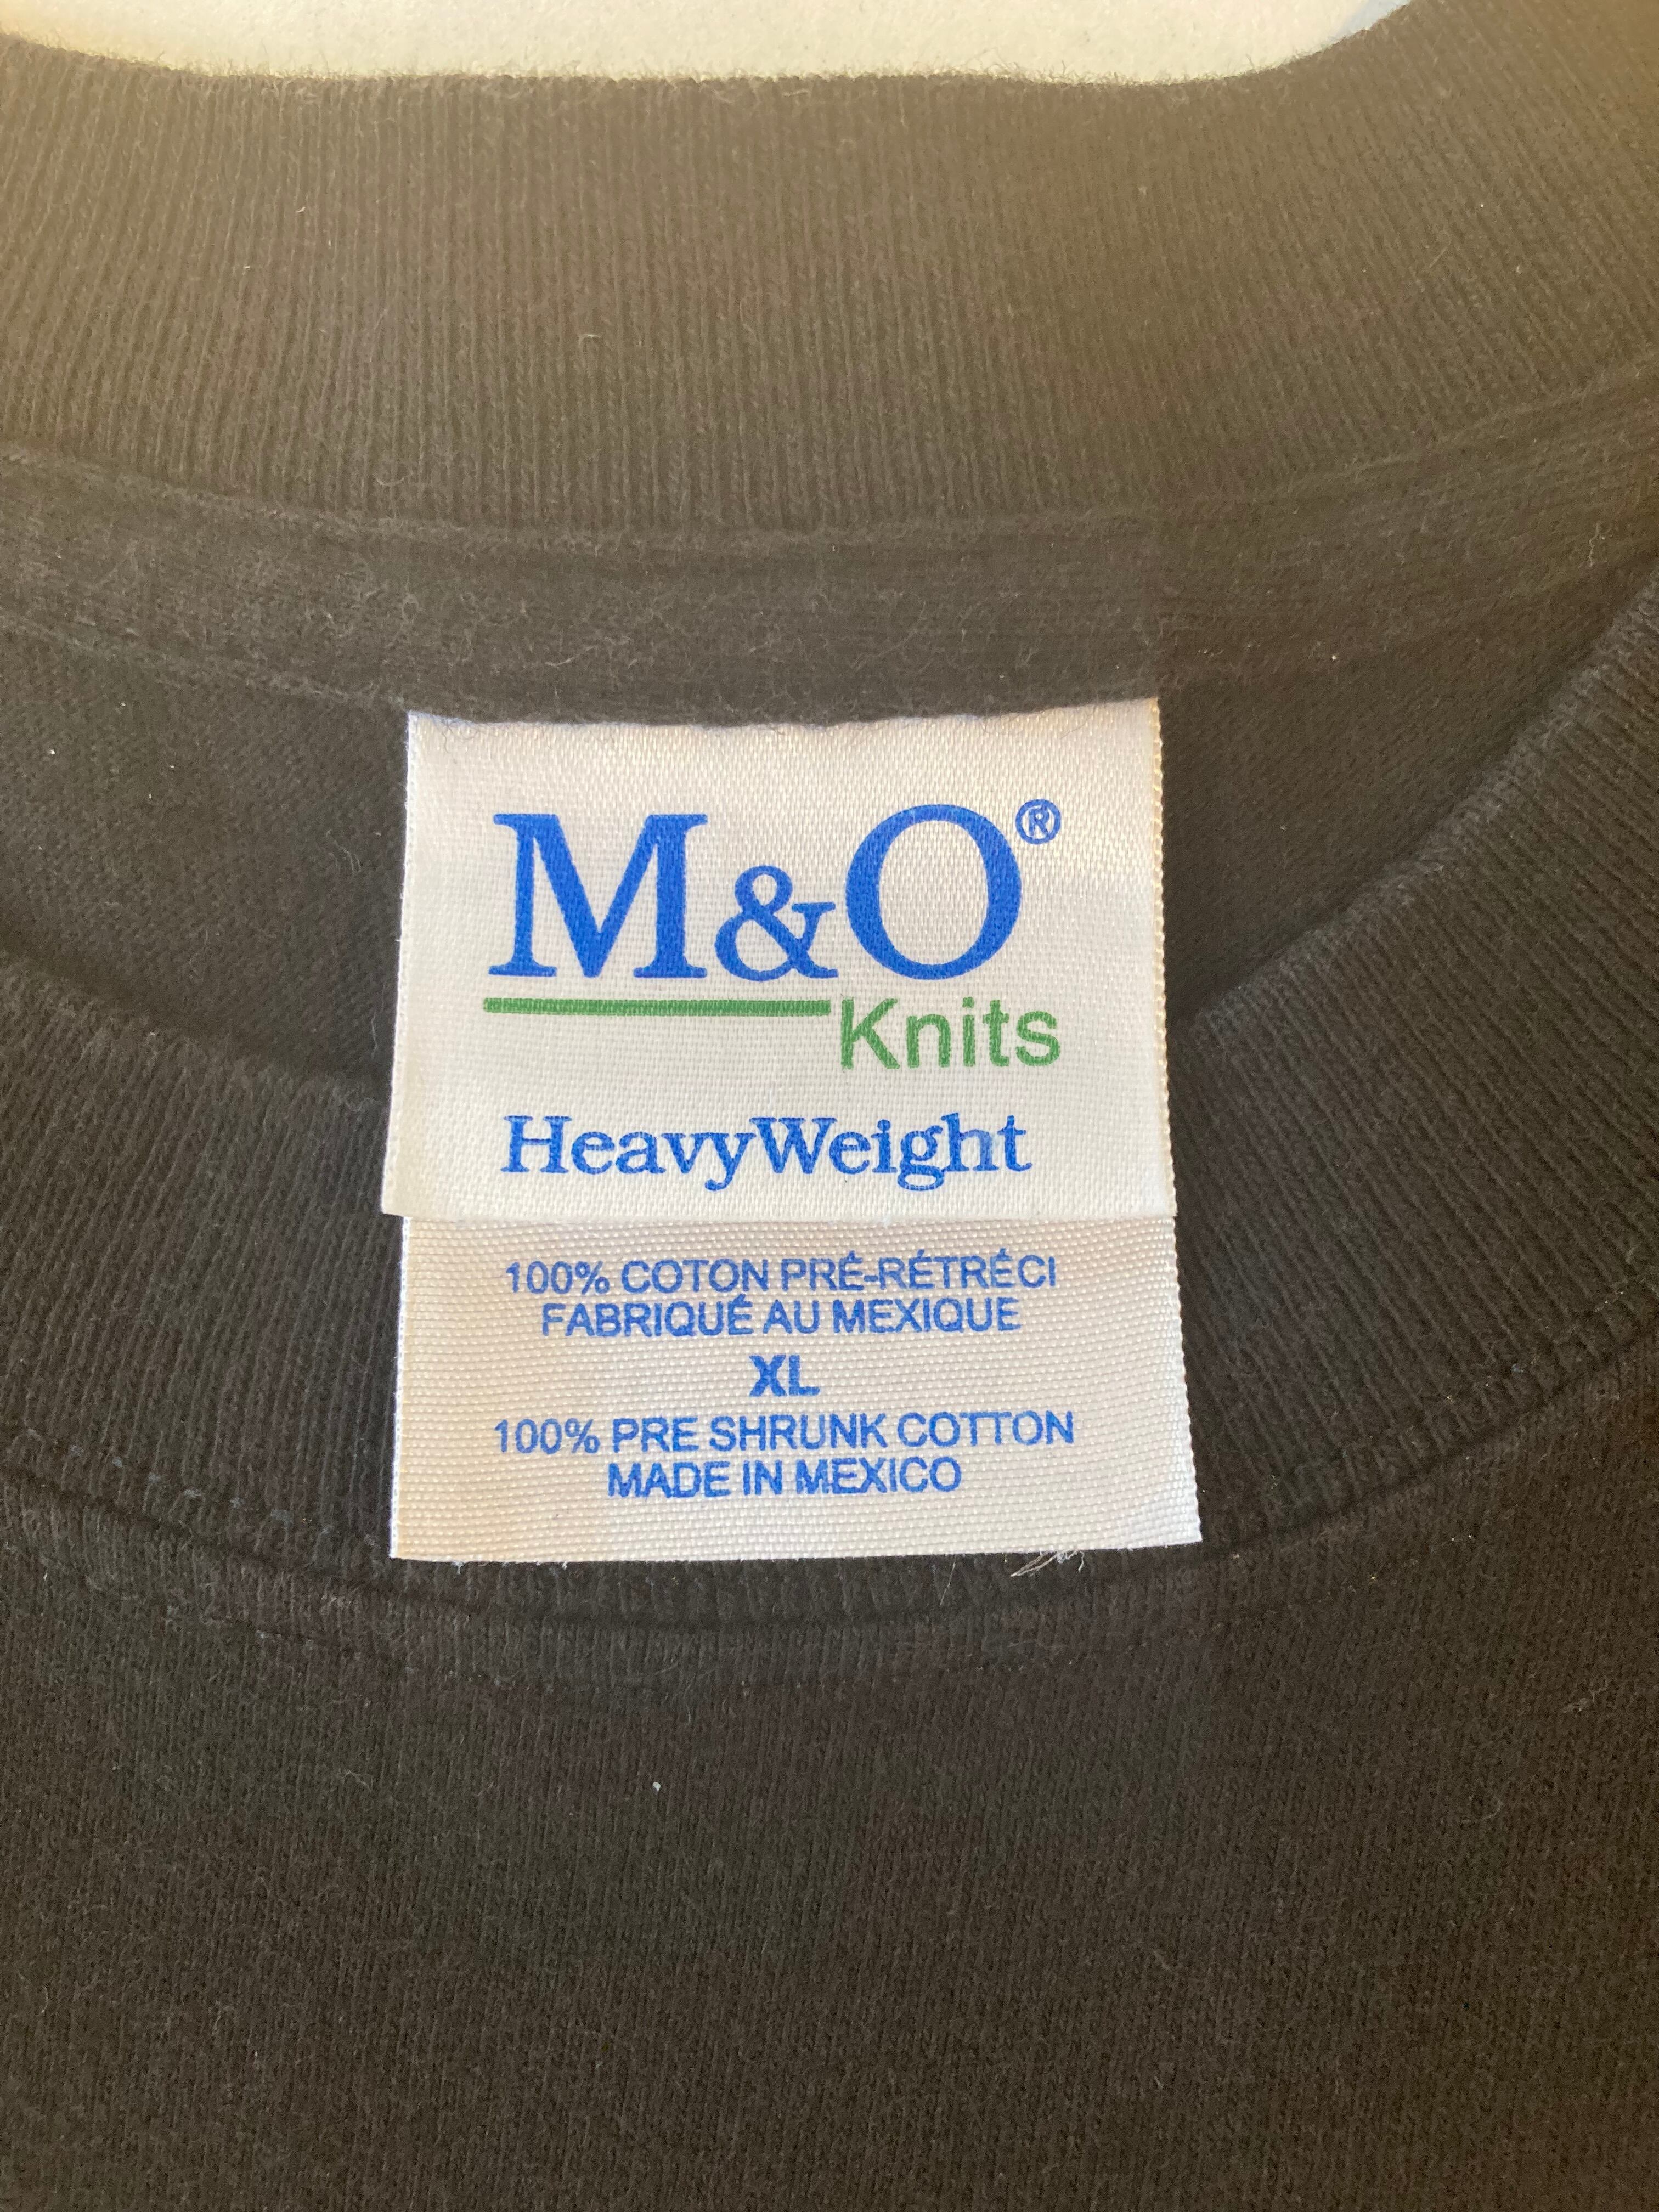 M&O®
Knits
HeavyWeight
100% COTON PRÉ-RÉTRÉCI
FABRIQUÉ AU MEXIQUE
XL
100% PRE SHRUNK COTTON
MADE IN MEXICO